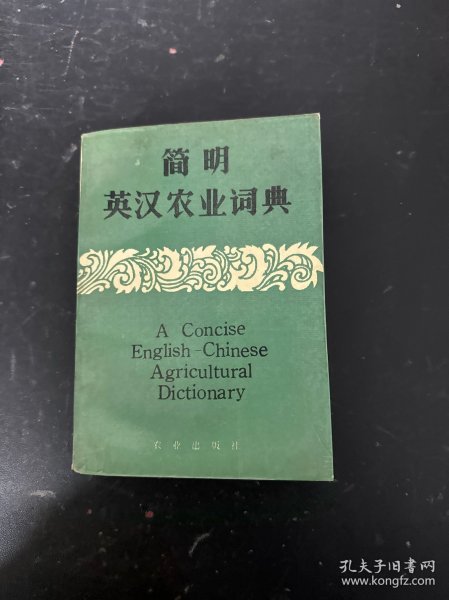 简明
英汉农业词典
A Concise
English-Chinese
Agricultural
Dictionary
农业出版社
孔夫子旧书网
www.kongfz.com